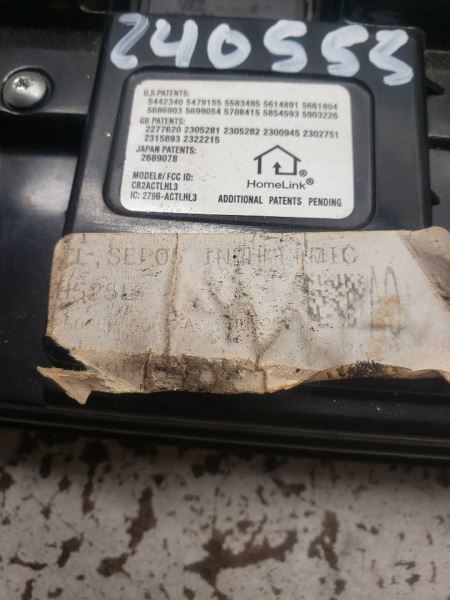 240553
U.S. PATENTS:
5442340 5479155 5583485 5614891 5661804
5686903 5699054 5708415 5854593 5903226
GB PATENTS:
2277620 2305281 2305282 2300945 2302751
2315893 2322215
JAPAN PATENTS:
2689078
MODEL#/FCC ID:
CB2ACTLHL3
IC: 279B-ACTLHL3
HomeLink®
ADDITIONAL PATENTS PENDING